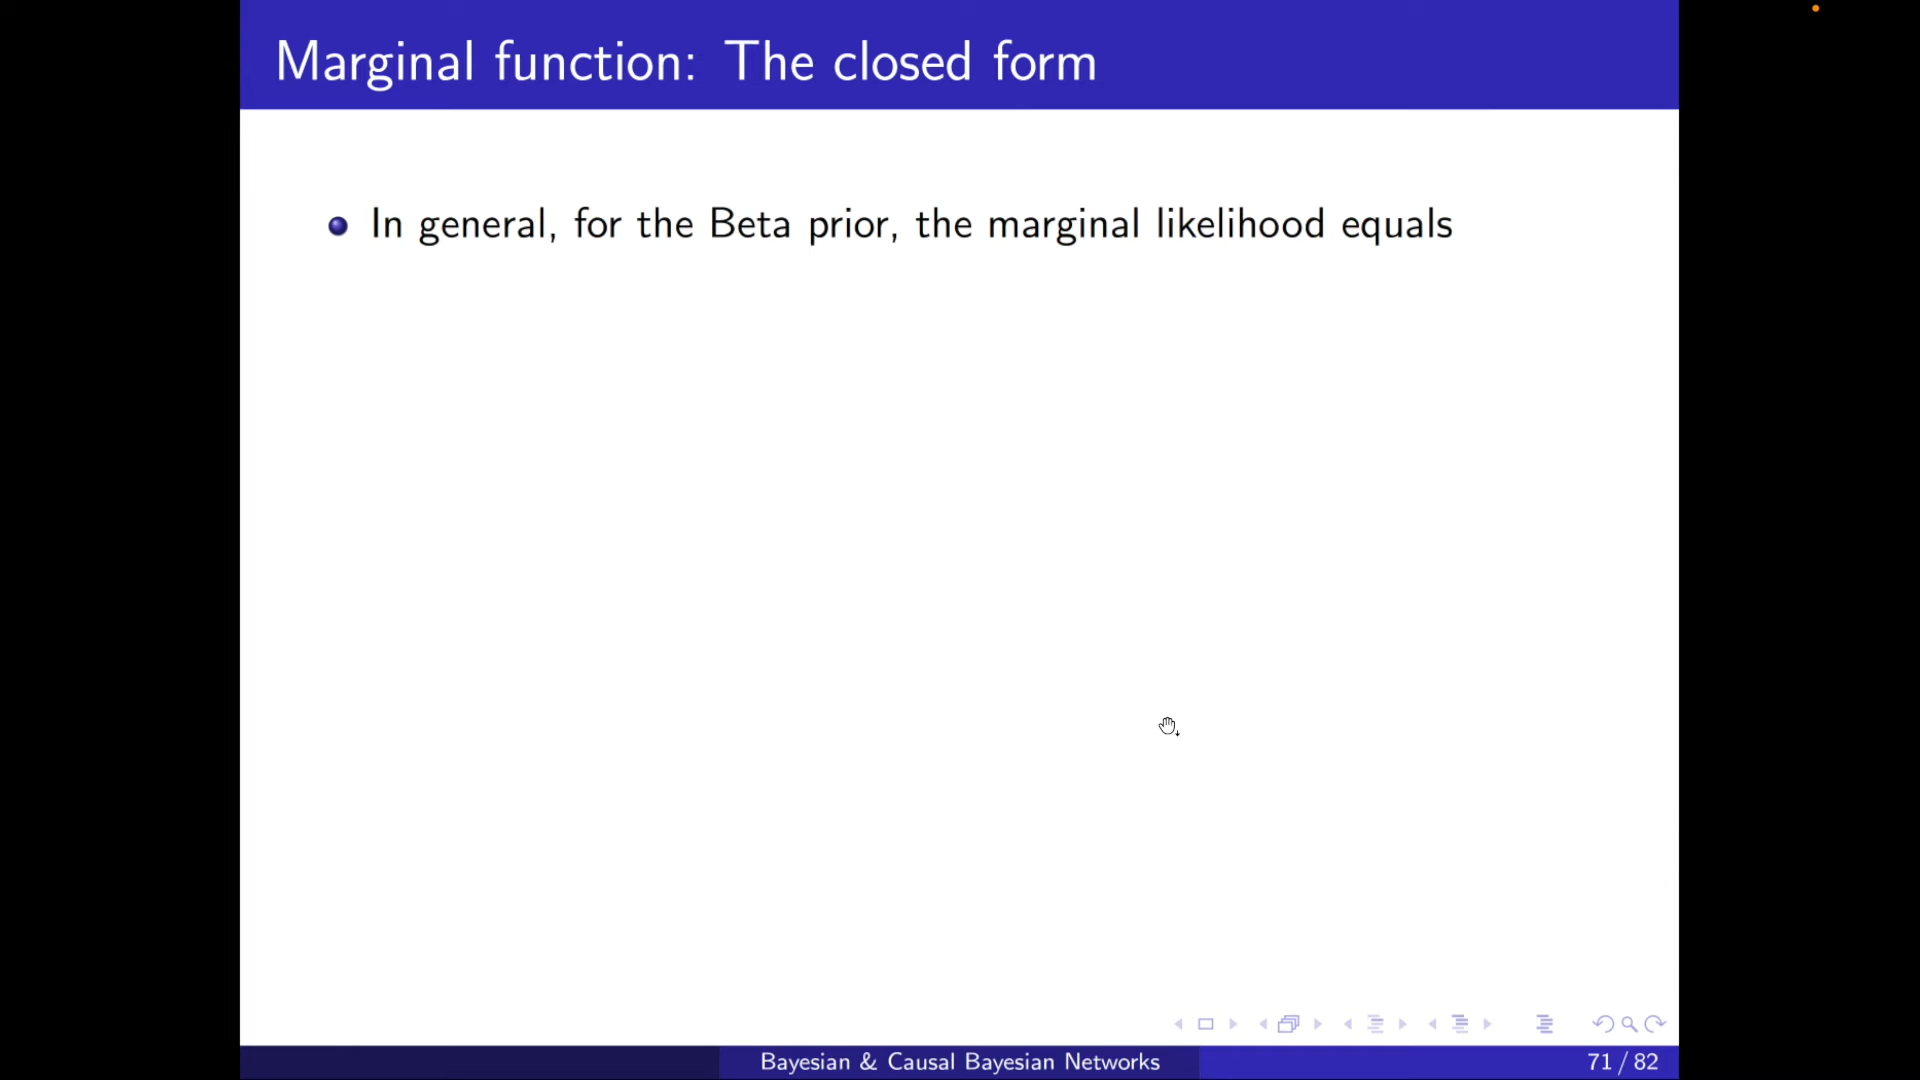 Marginal function: The closed form
In general, for the Beta prior, the marginal likelihood equals
Bayesian & Causal Bayesian Networks
71 / 82